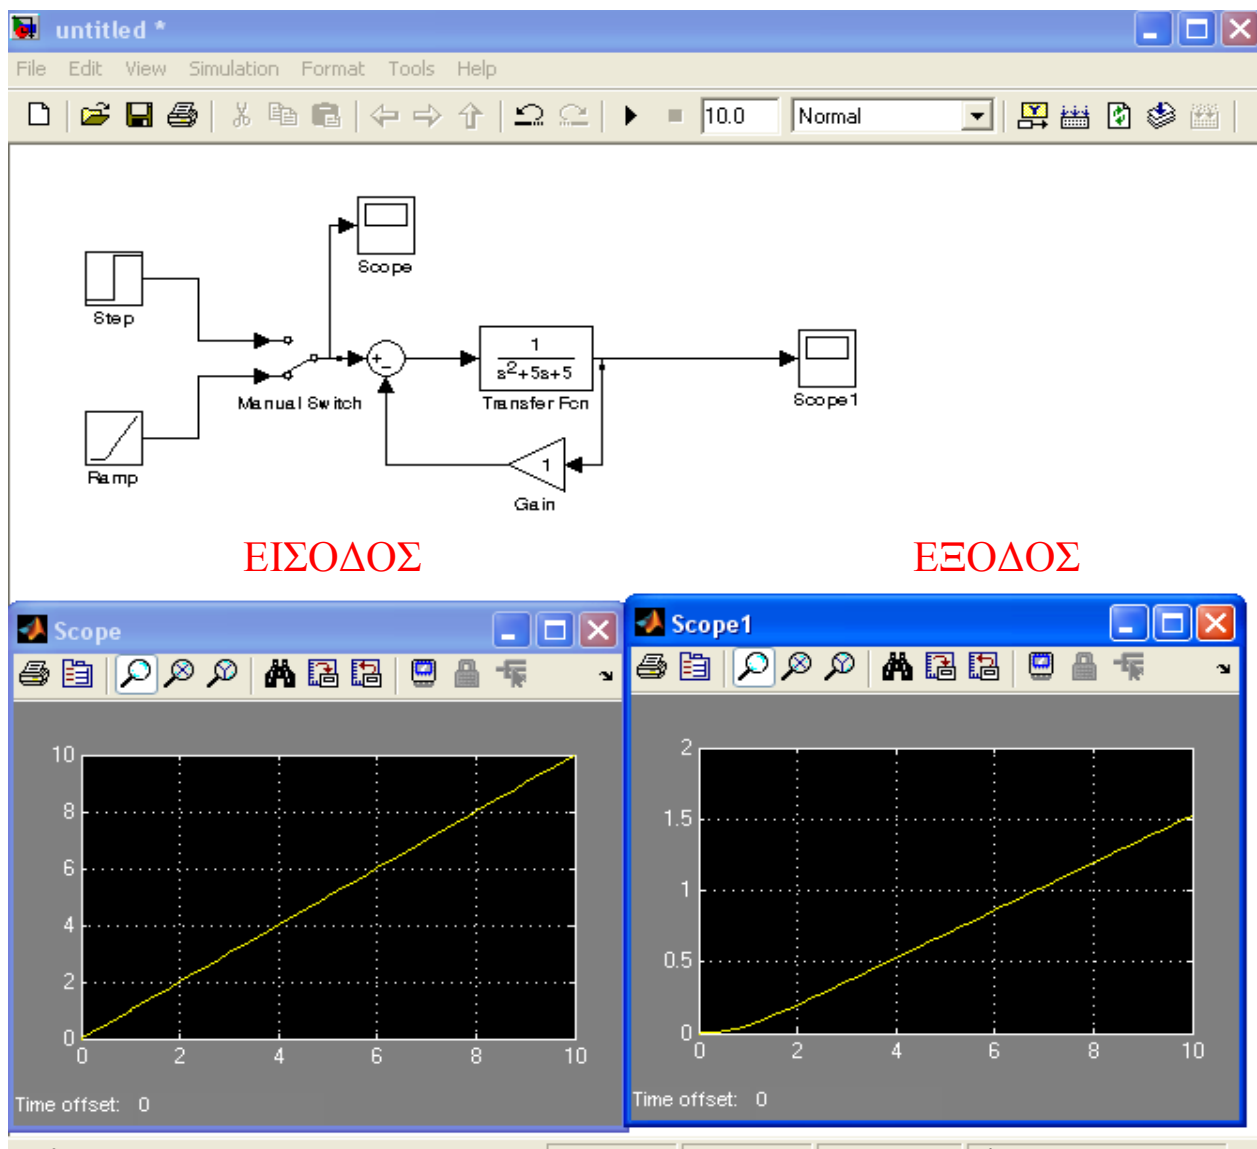 untitled *
File Edit View Simulation Format Tools Help
10.0 Normal
Scope
Step
1
s²+5s+5
Manual Switch
Transfer Fcn
Scope1
Ramp
1
Gain
ΕΙΣΟΔΟΣ ΕΞΟΔΟΣ
Scope
10
8
6
4
2
0
0 2 4 6 8 10
Time offset: 0
Scope1
2
1.5
1
0.5
0
0 2 4 6 8 10
Time offset: 0